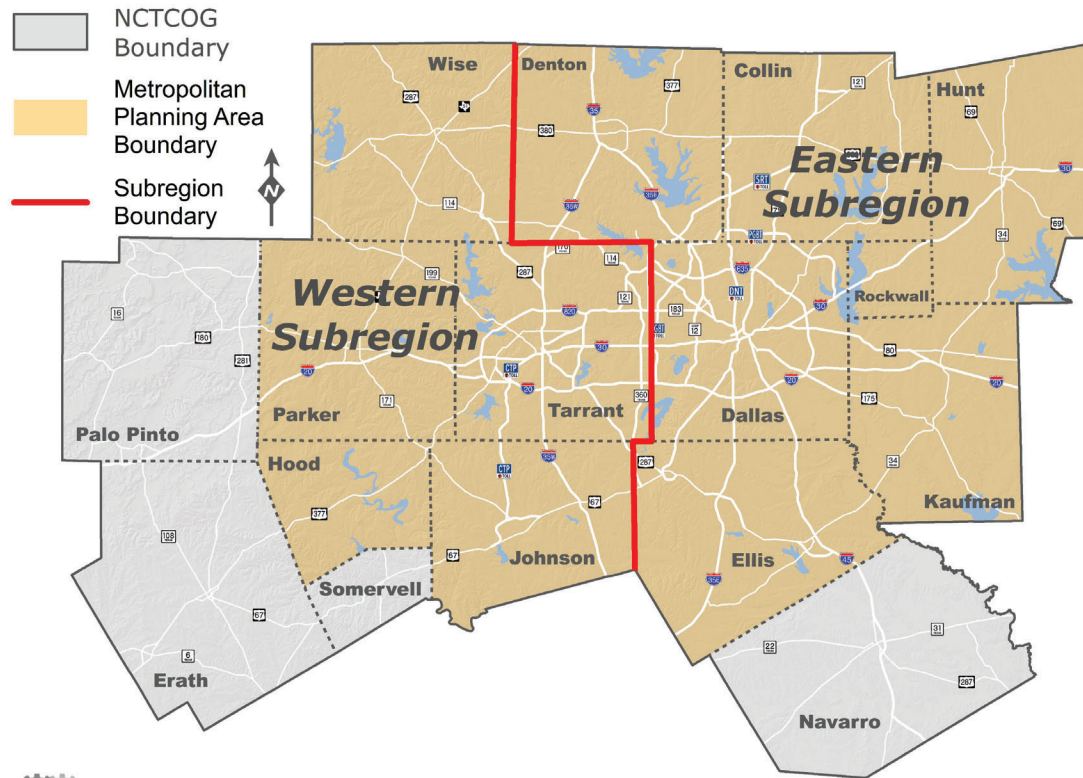 NCTCOG
Boundary
Metropolitan
Planning Area
Boundary
Subregion
Boundary
N
Wise
Denton
Collin
Hunt
287
377
121
69
35
380
30
Eastern
Subregion
SRT
TOLL
35E
114
35W
PGBT
TOLL
69
34
199
287
114
635
DNT
TOLL
Rockwall
Western
Subregion
16
121
183
820
12
30
180
30
80
281
20
CTP
TOLL
20
20
20
171
360
175
Parker
Tarrant
Dallas
Palo Pinto
Hood
CTP
TOLL
35W
287
34
377
67
Kaufman
108
67
Johnson
Ellis
45
Somervell
35E
67
22
31
6
Erath
287
Navarro